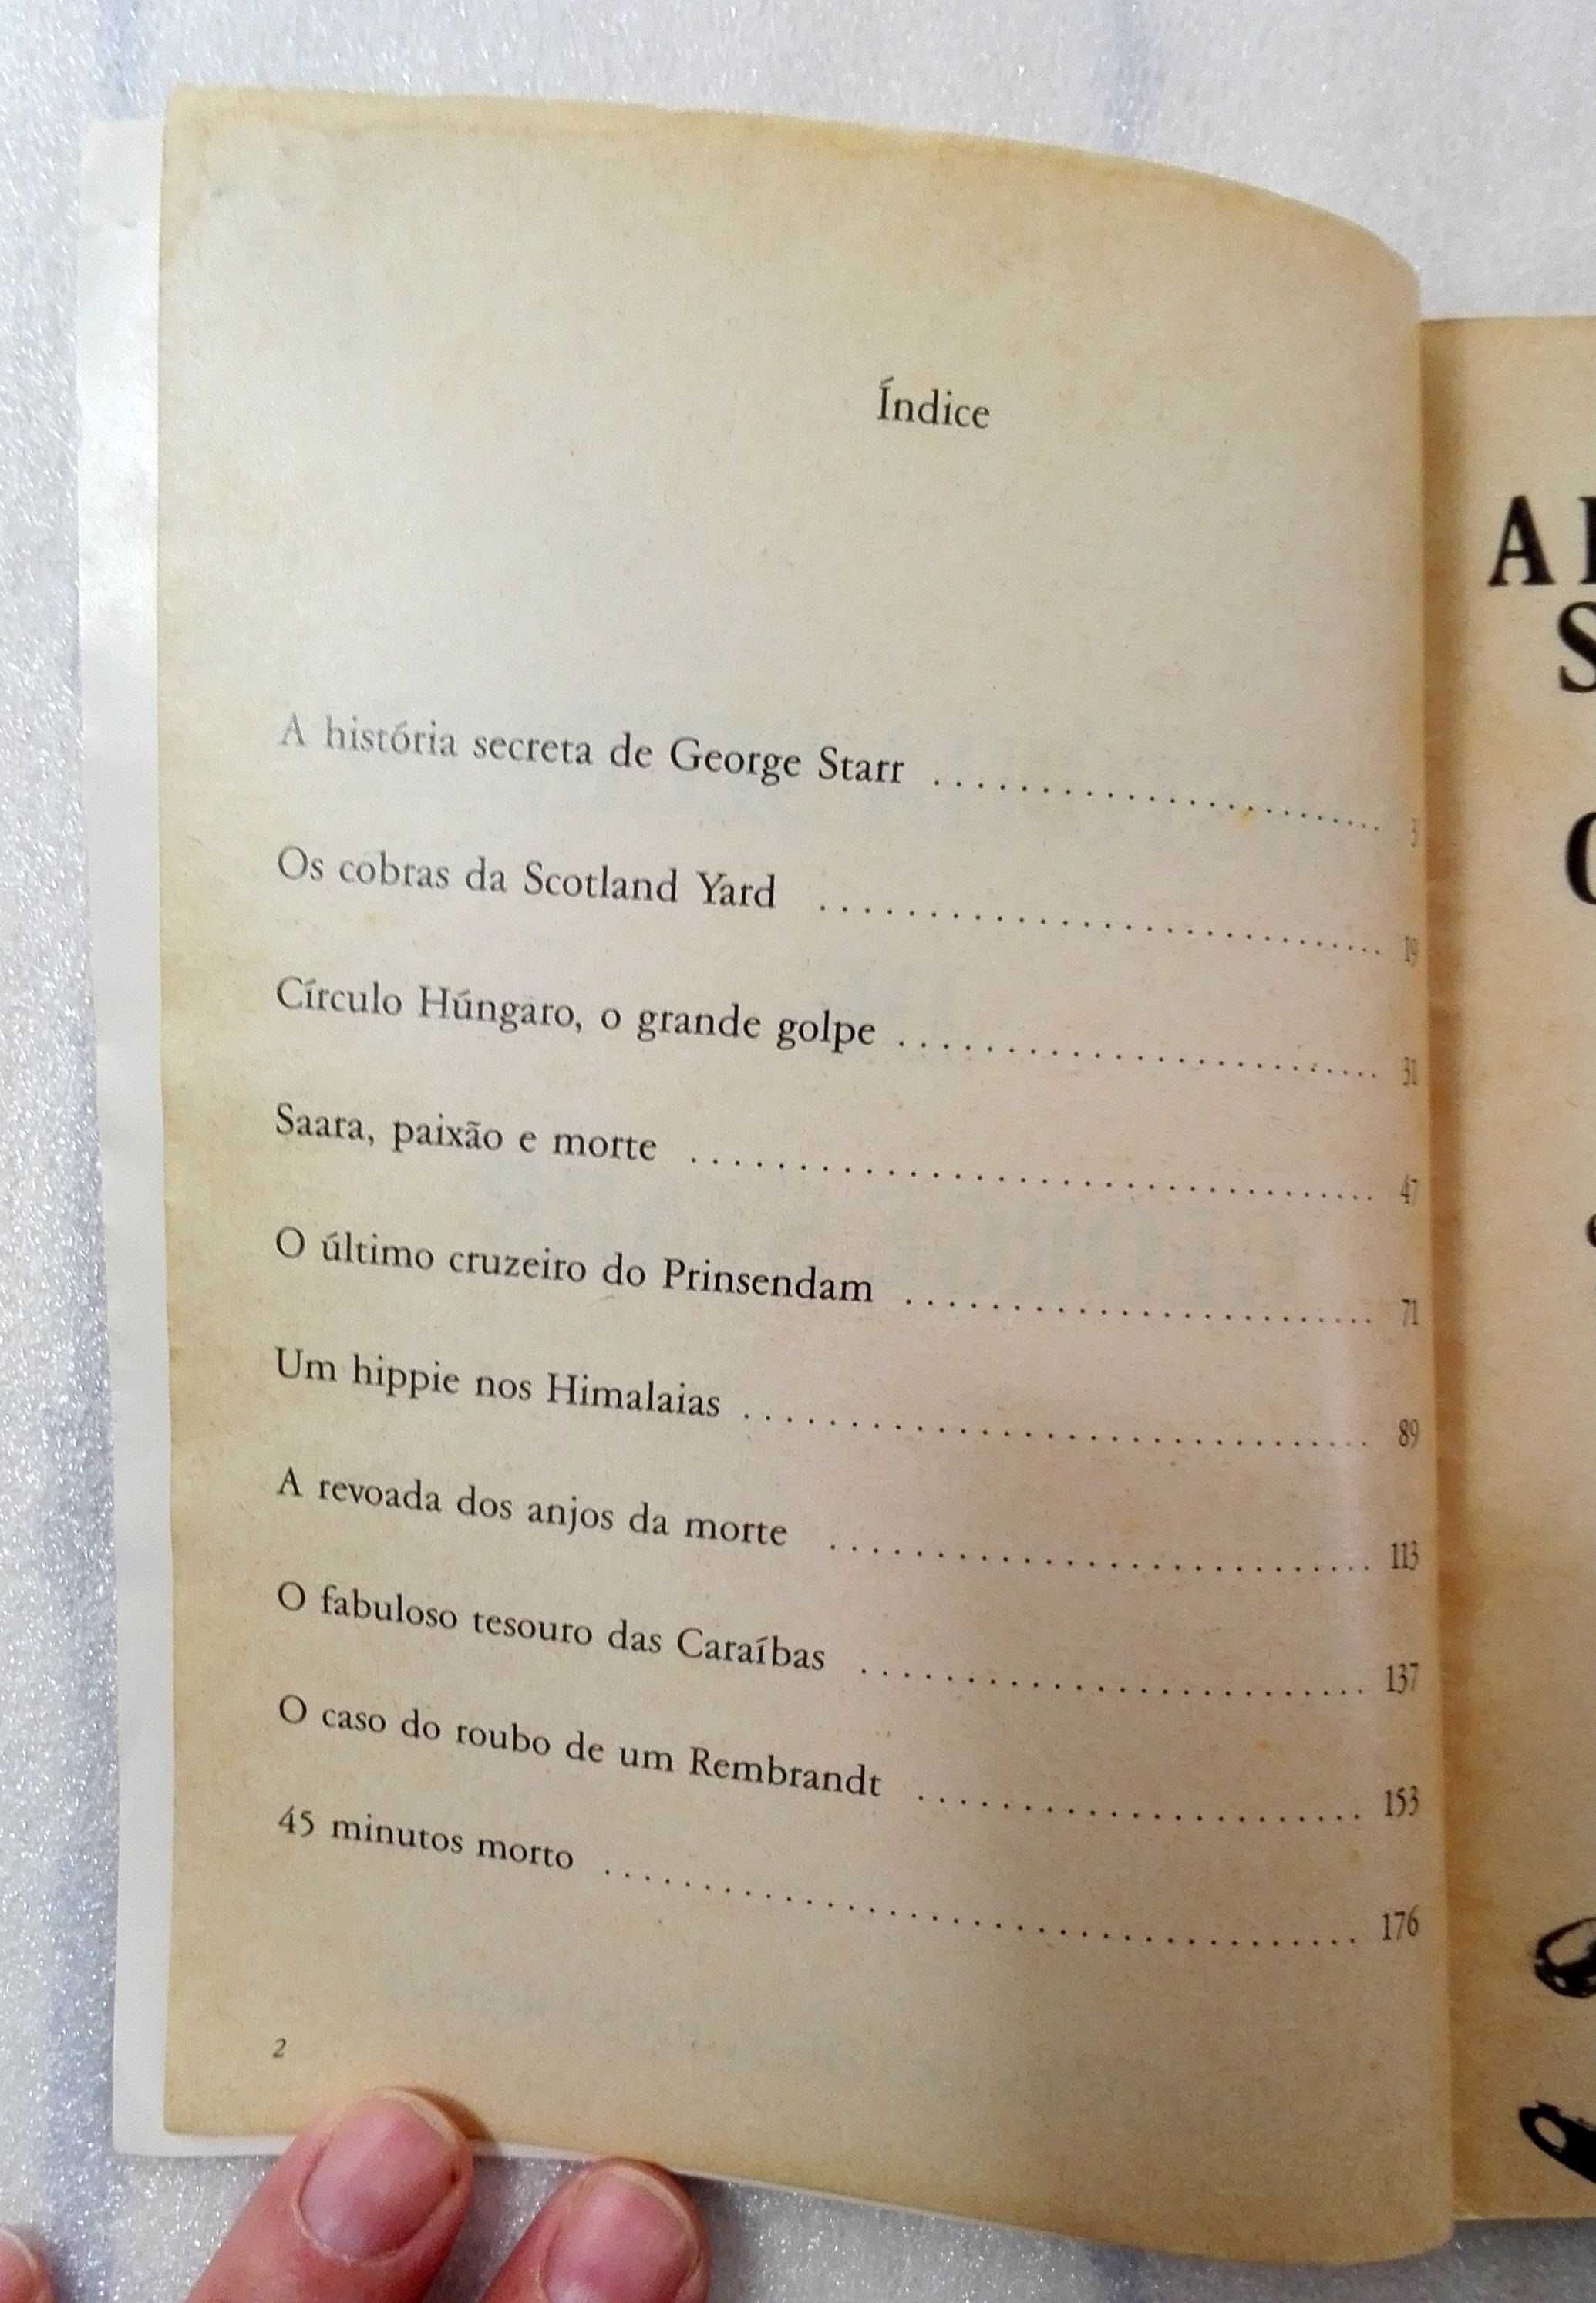 Índice
A história secreta de George Starr ........................ 3
Os cobras da Scotland Yard ........................... 19
Círculo Húngaro, o grande golpe ........................ 31
Saara, paixão e morte ................................ 47
O último cruzeiro do Prinsendam ...................... 71
Um hippie nos Himalaias .............................. 89
A revoada dos anjos da morte ......................... 113
O fabuloso tesouro das Caraíbas ........................ 137
O caso do roubo de um Rembrandt ..................... 153
45 minutos morto .................................... 176
2
A
S